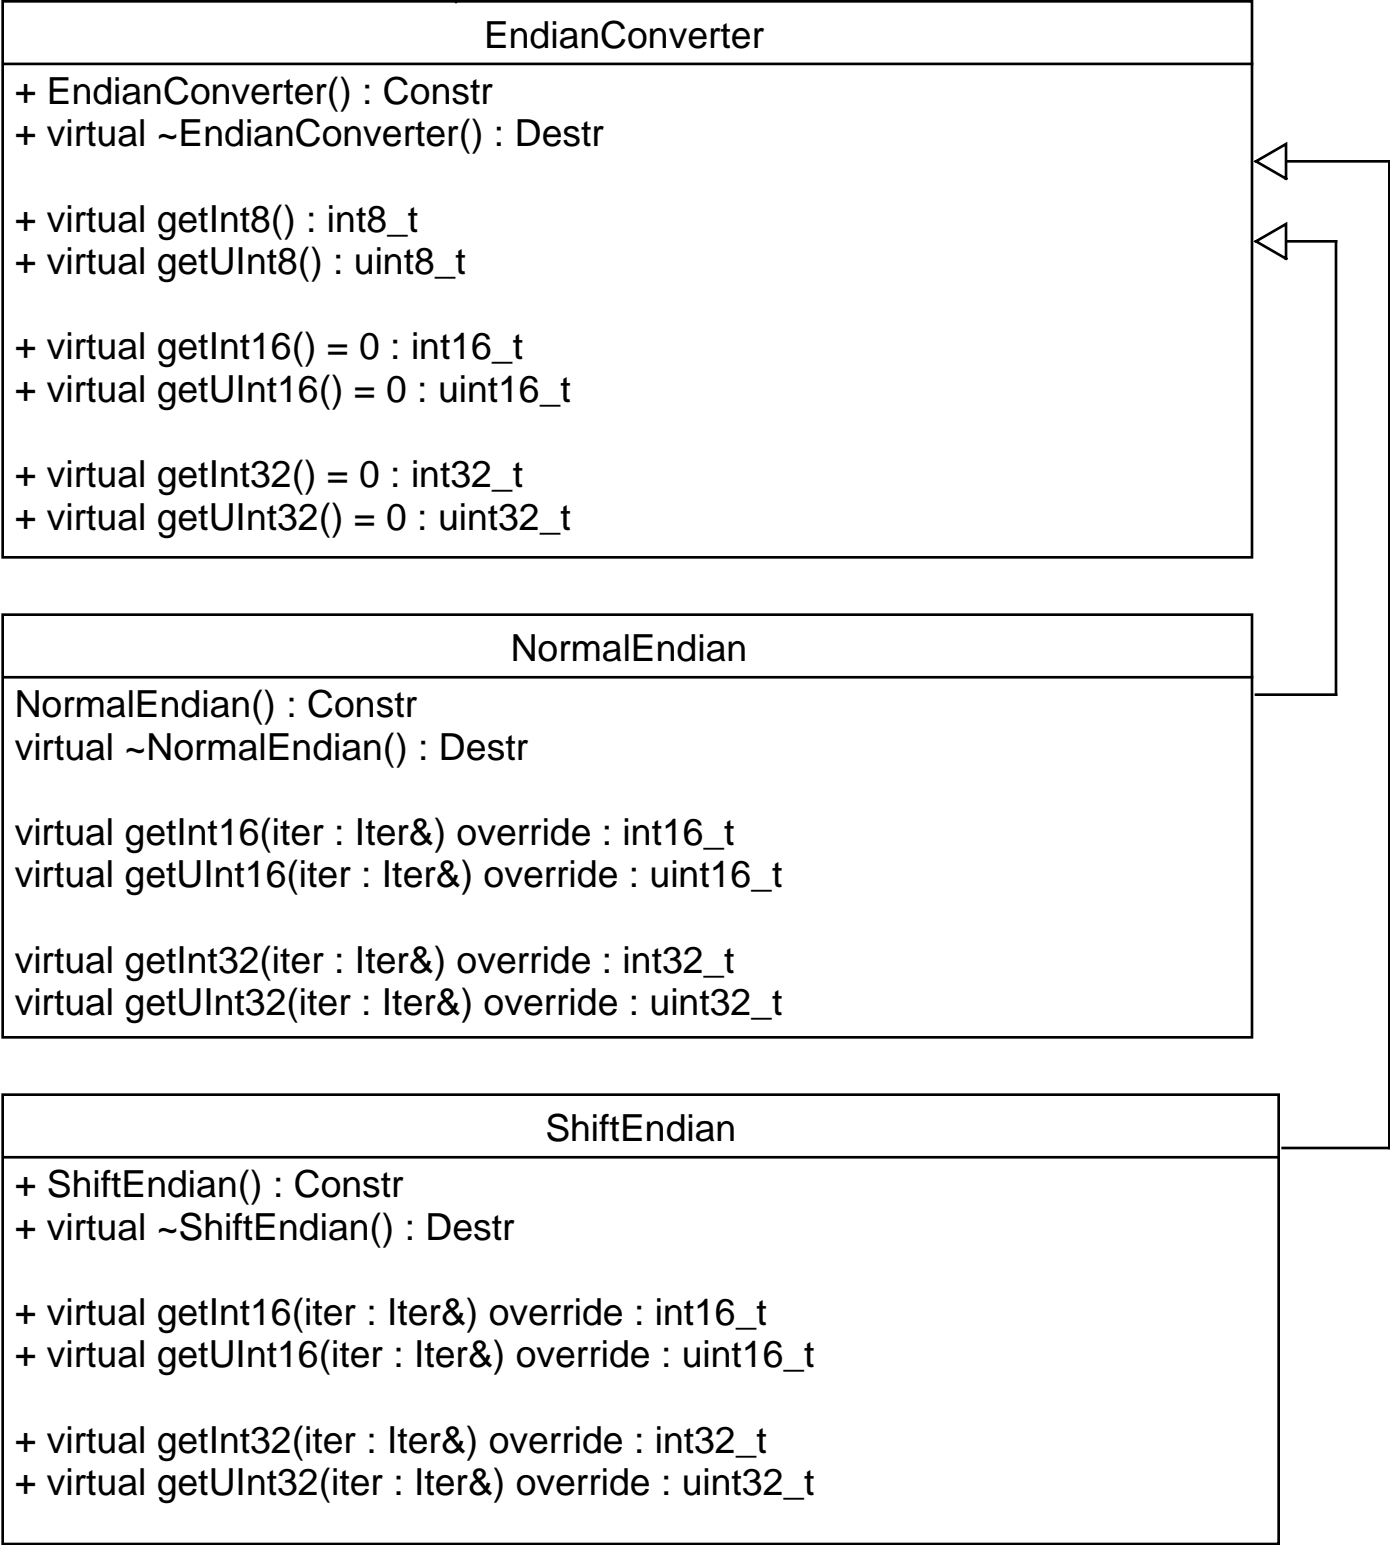 EndianConverter
+ EndianConverter() : Constr
+ virtual ~EndianConverter() : Destr
+ virtual getInt8() : int8_t
+ virtual getUInt8() : uint8_t
+ virtual getInt16() = 0 : int16_t
+ virtual getUInt16() = 0 : uint16_t
+ virtual getInt32() = 0 : int32_t
+ virtual getUInt32() = 0 : uint32_t
NormalEndian
NormalEndian() : Constr
virtual ~NormalEndian() : Destr
virtual getInt16(iter : Iter&) override : int16_t
virtual getUInt16(iter : Iter&) override : uint16_t
virtual getInt32(iter : Iter&) override : int32_t
virtual getUInt32(iter : Iter&) override : uint32_t
ShiftEndian
+ ShiftEndian() : Constr
+ virtual ~ShiftEndian() : Destr
+ virtual getInt16(iter : Iter&) override : int16_t
+ virtual getUInt16(iter : Iter&) override : uint16_t
+ virtual getInt32(iter : Iter&) override : int32_t
+ virtual getUInt32(iter : Iter&) override : uint32_t